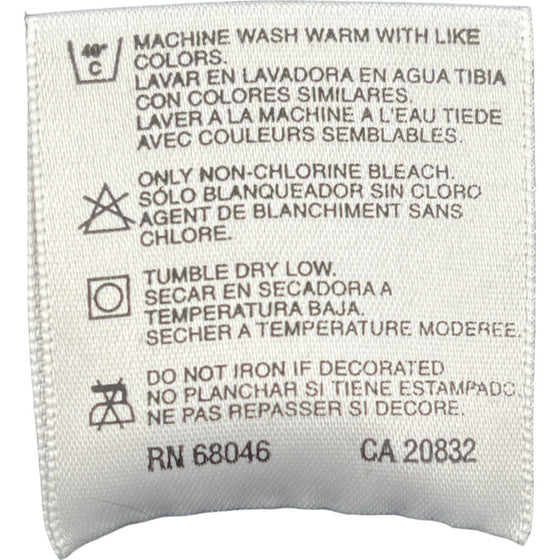 40°
C
MACHINE WASH WARM WITH LIKE
COLORS.
LAVAR EN LAVADORA EN AGUA TIBIA
CON COLORES SIMILARES.
LAVER A LA MACHINE A L'EAU TIEDE
AVEC COULEURS SEMBLABLES.
ONLY NON-CHLORINE BLEACH.
SÓLO BLANQUEADOR SIN CLORO
AGENT DE BLANCHIMENT SANS
CHLORE.
TUMBLE DRY LOW.
SECAR EN SECADORA A
TEMPERATURA BAJA.
SECHER A TEMPERATURE MODEREE.
DO NOT IRON IF DECORATED
NO PLANCHAR SI TIENE ESTAMPADO.
NE PAS REPASSER SI DECORE.
RN 68046 CA 20832